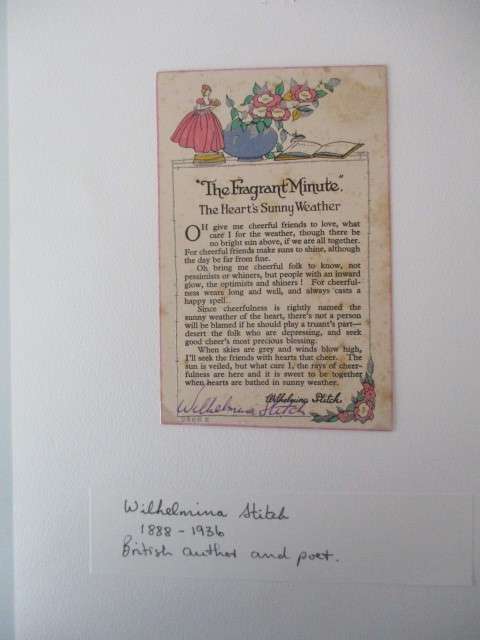 "The Fragrant Minute".
The Heart's Sunny Weather
OH give me cheerful friends to love, what
care I for the weather, though there be
no bright sun above, if we are all together.
For cheerful friends make suns to shine, although
the day be far from fine.
Oh bring me cheerful folk to know, not
pessimists or whiners, but people with an inward
glow, the optimists and shiners! For cheerful-
ness wears long and well, and always casts a
happy spell.
Since cheerfulness is rightly named the
sunny weather of the heart, there's not a person
will be blamed if he should play a truant's part—
desert the folk who are depressing, and seek
good cheer's most precious blessing.
When skies are grey and winds blow high,
I'll seek the friends with hearts that cheer. The
sun is veiled, but what care I, the rays of cheer-
fulness are here and it is sweet to be together
when hearts are bathed in sunny weather.
Wilhelmina Stitch.
Wilhelmina Stitch
Wilhelmina Stitch
1888 - 1936
British author and poet.